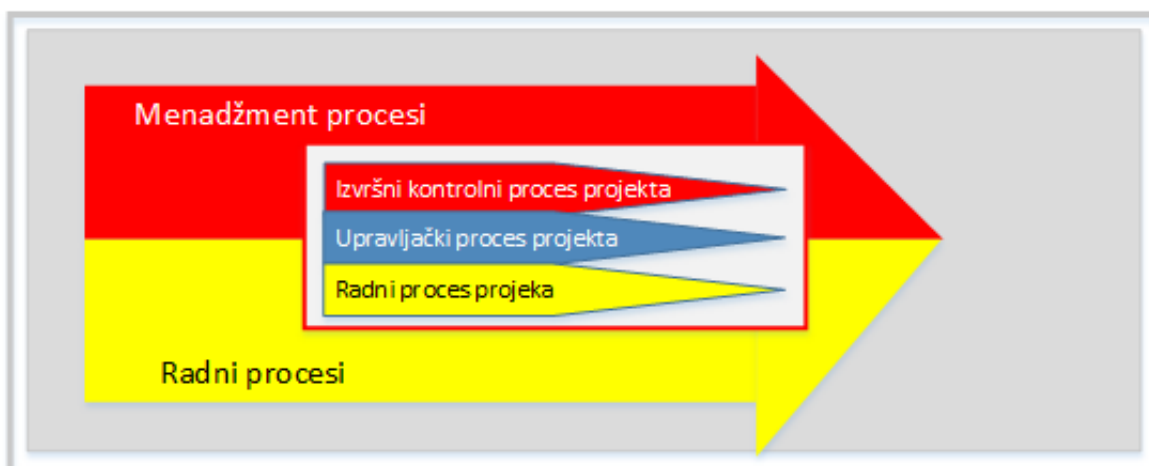 Menadžment procesi
Izvršni kontrolni proces projekta
Upravljački proces projekta
Radni proces projeka
Radni procesi